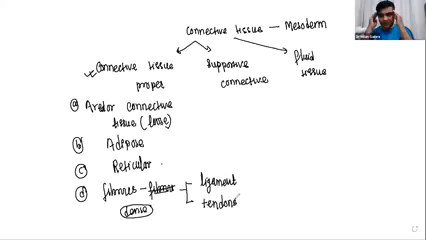 Connective tissue — Mesoderm
Connective tissue proper
Supportive connective
fluid tissue
(a) Areolar connective
tissue (loose)
(b) Adipose
(c) Reticular
(d) fibrous — ligament
tendons
dense